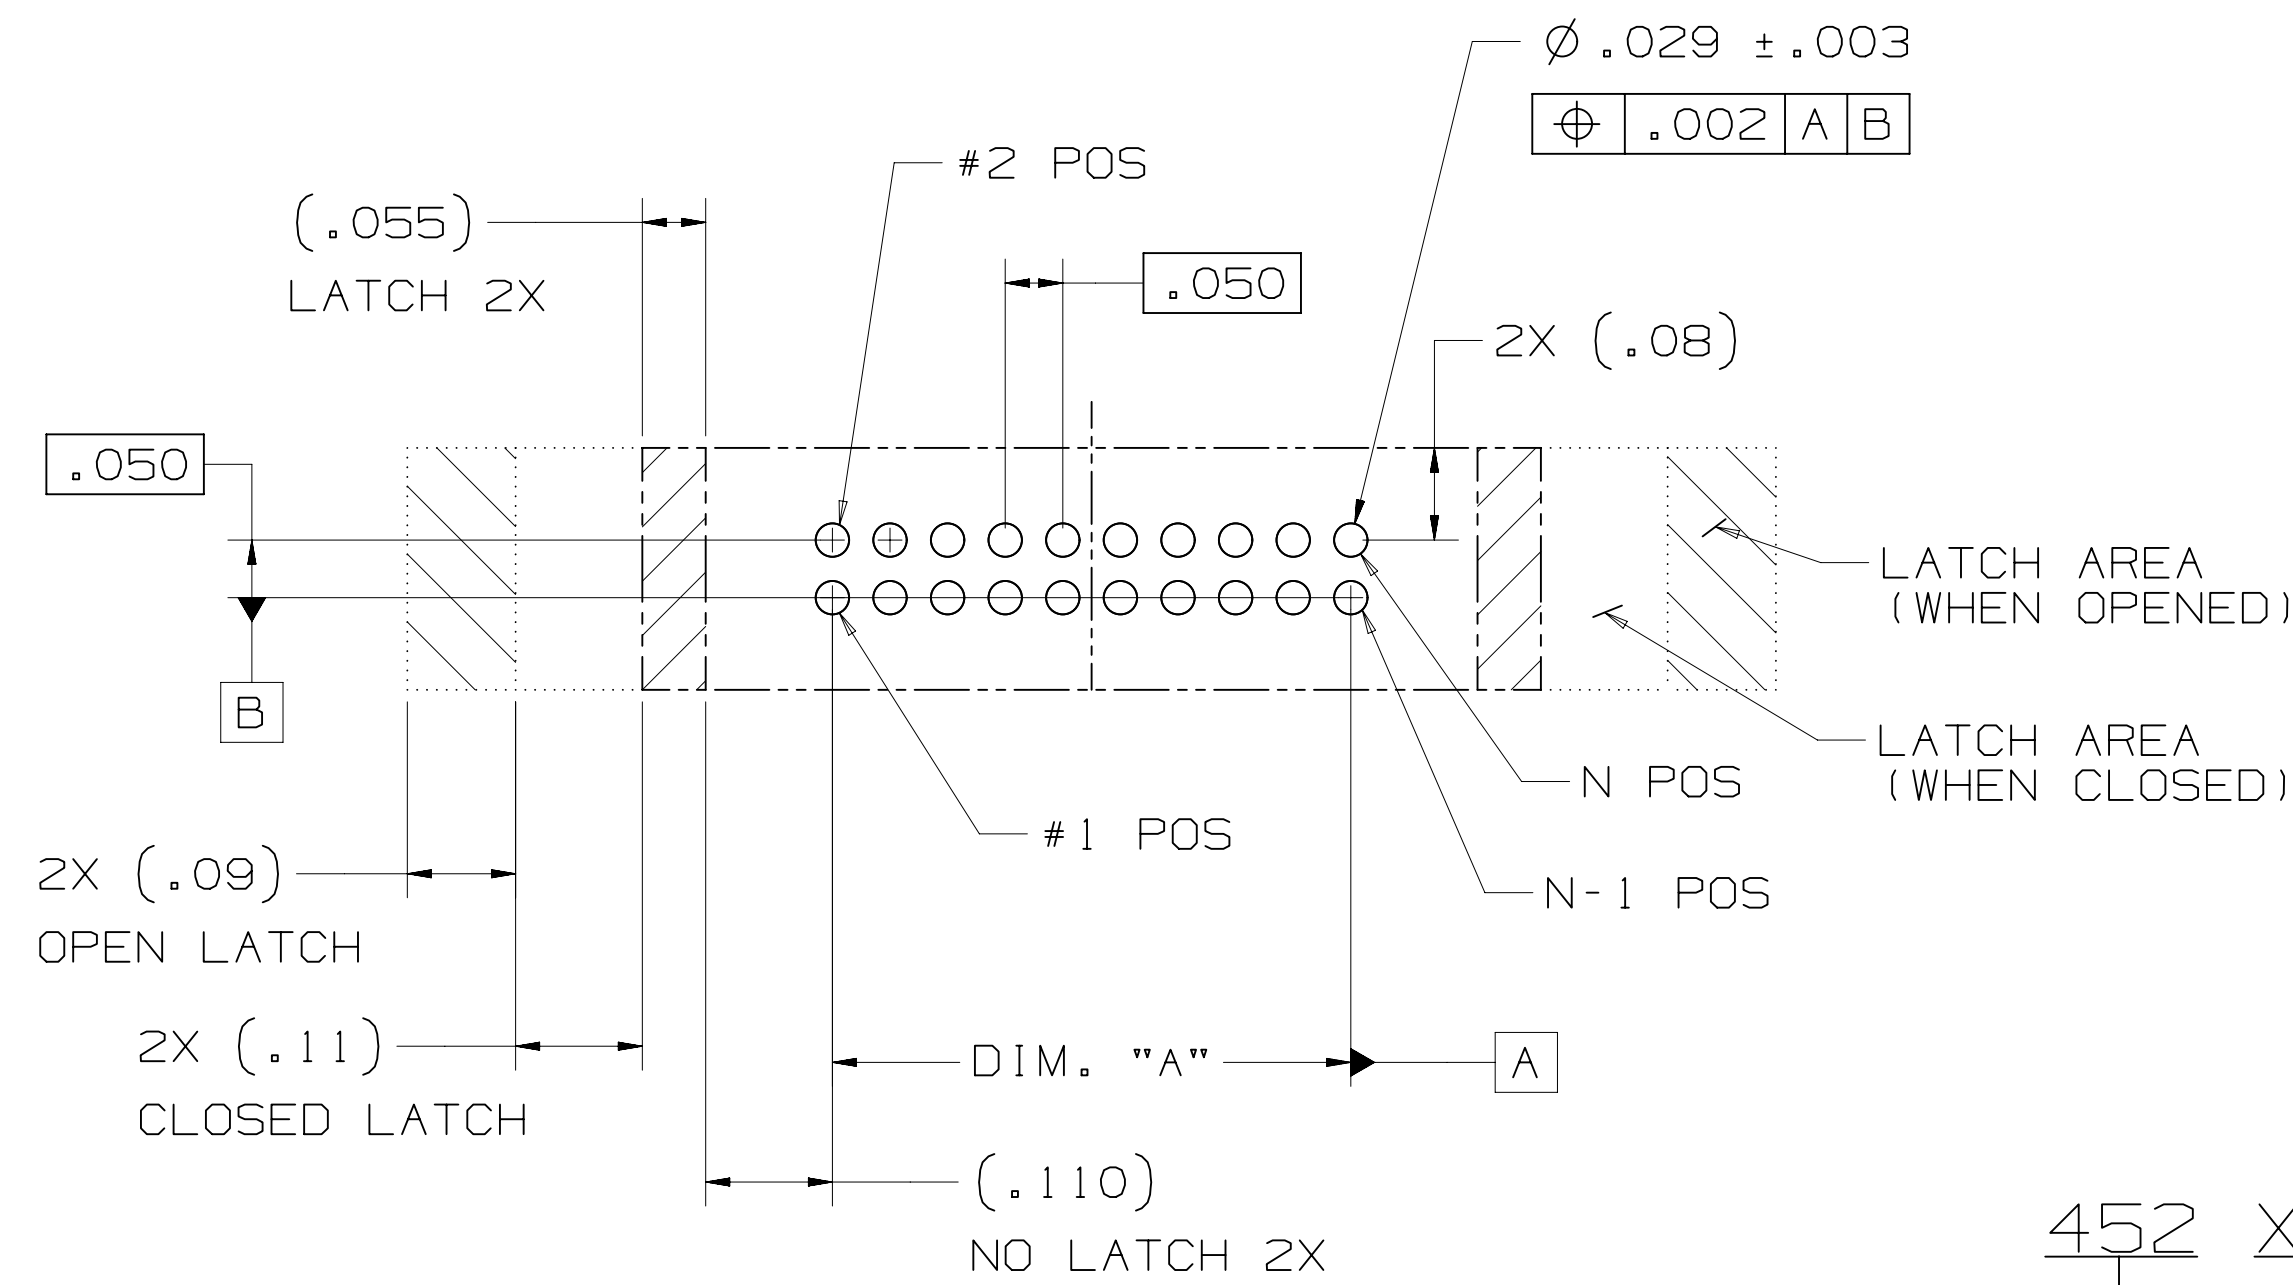 Ø.029 ±.003
⌖ .002 A B
#2 POS
(.055)
LATCH 2X
.050
2X (.08)
.050
LATCH AREA
(WHEN OPENED)
B
LATCH AREA
(WHEN CLOSED)
N POS
#1 POS
2X (.09)
OPEN LATCH
N-1 POS
2X (.11)
CLOSED LATCH
DIM. "A"
A
(.110)
NO LATCH 2X
452 X